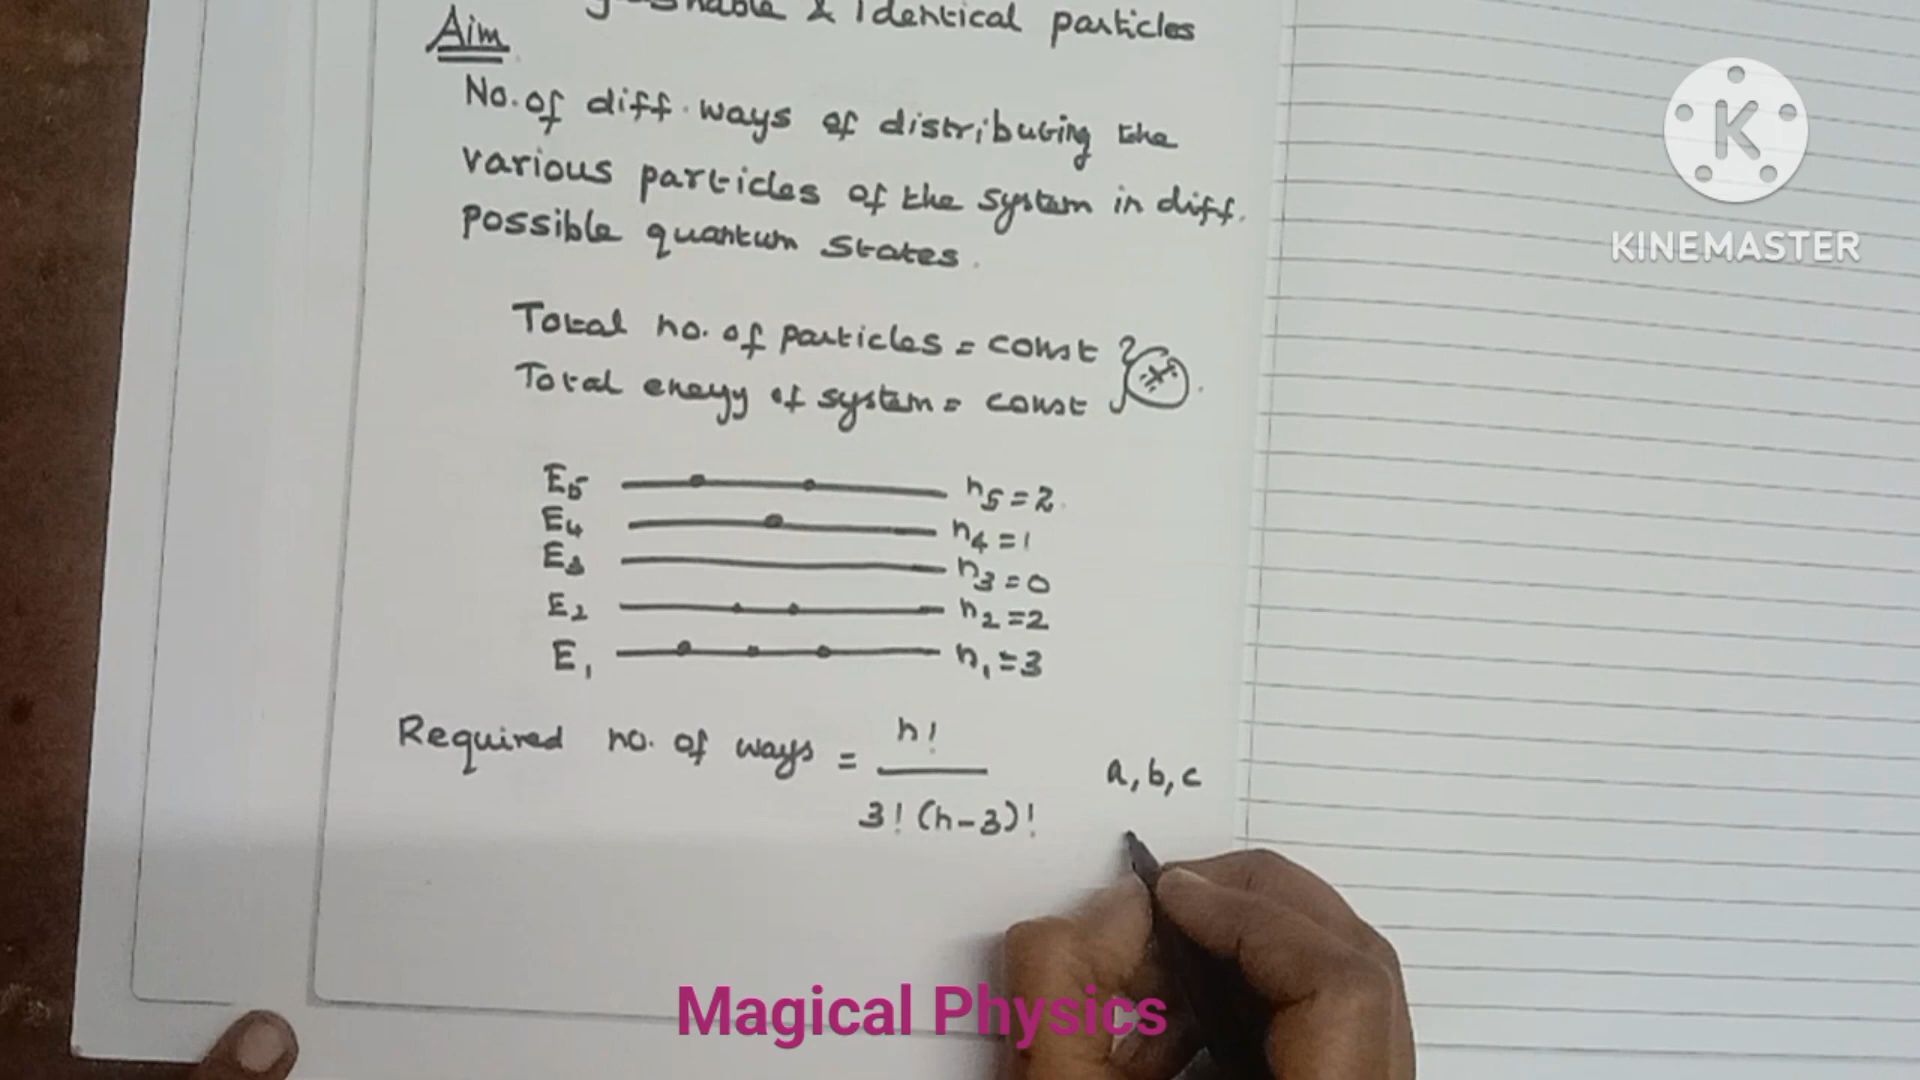 & Identical particles
Aim
No. of diff. ways of distributing the
various particles of the system in diff.
possible quantum states.
Total no. of particles = const
Total energy of system = const
E5 n5 = 2
E4 n4 = 1
E3 n3 = 0
E2 n2 = 2
E1 n1 = 3
Required no. of ways = n! / 3! (n-3)!
a, b, c
K
KINEMASTER
Magical Physics